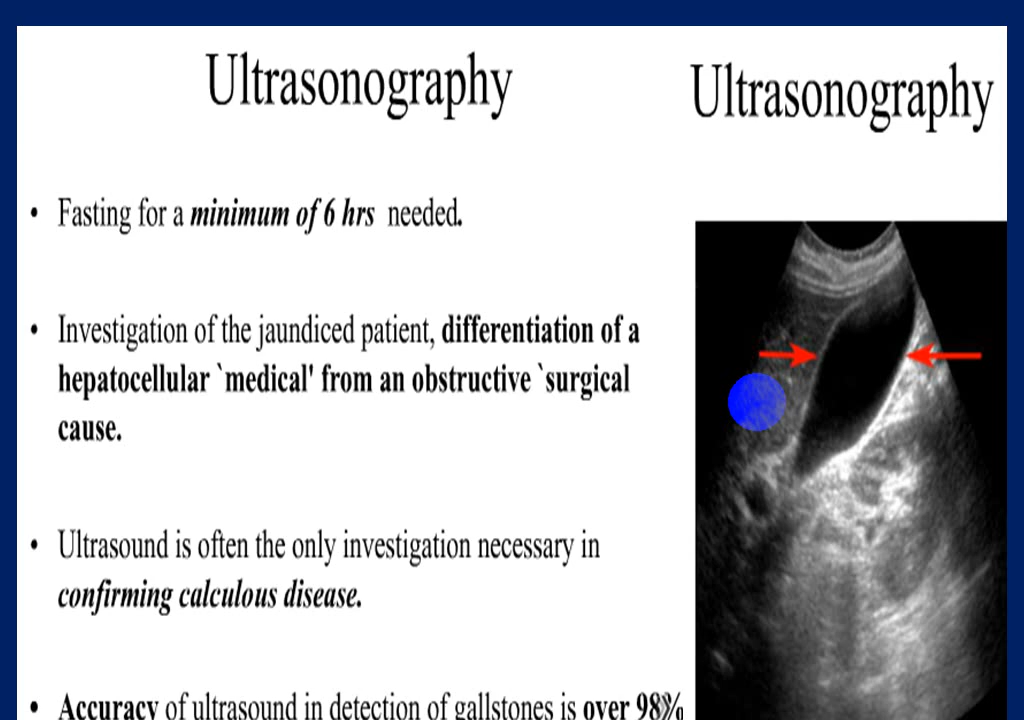 Ultrasonography
• Fasting for a minimum of 6 hrs needed.
• Investigation of the jaundiced patient, differentiation of a
hepatocellular `medical' from an obstructive `surgical
cause.
• Ultrasound is often the only investigation necessary in
confirming calculous disease.
• Accuracy of ultrasound in detection of gallstones is over 98%
Ultrasonography